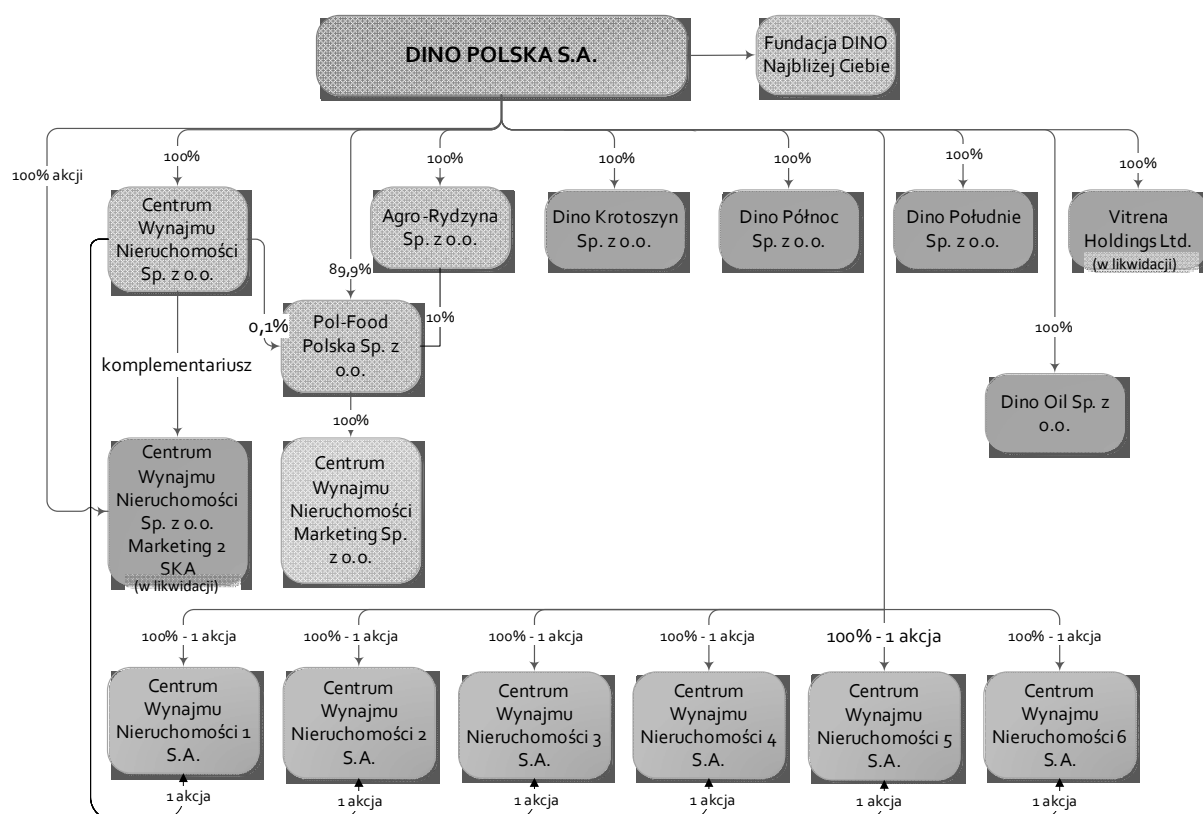 DINO POLSKA S.A.
Fundacja DINO
Najbliżej Ciebie
100% akcji
100%
100%
100%
100%
100%
100%
100%
Centrum
Wynajmu
Nieruchomości
Sp. z o.o.
Agro-Rydzyna
Sp. z o.o.
Dino Krotoszyn
Sp. z o.o.
Dino Północ
Sp. z o.o.
Dino Południe
Sp. z o.o.
Vitrena
Holdings Ltd.
(w likwidacji)
89,9%
0,1%
10%
100%
Pol-Food
Polska Sp. z
o.o.
komplementariusz
100%
Dino Oil Sp. z
o.o.
Centrum
Wynajmu
Nieruchomości
Sp. z o.o.
Marketing 2
SKA
(w likwidacji)
Centrum
Wynajmu
Nieruchomości
Marketing Sp.
z o.o.
100% - 1 akcja
100% - 1 akcja
100% - 1 akcja
100% - 1 akcja
100% - 1 akcja
100% - 1 akcja
Centrum
Wynajmu
Nieruchomości 1
S.A.
Centrum
Wynajmu
Nieruchomości 2
S.A.
Centrum
Wynajmu
Nieruchomości 3
S.A.
Centrum
Wynajmu
Nieruchomości 4
S.A.
Centrum
Wynajmu
Nieruchomości 5
S.A.
Centrum
Wynajmu
Nieruchomości 6
S.A.
1 akcja
1 akcja
1 akcja
1 akcja
1 akcja
1 akcja